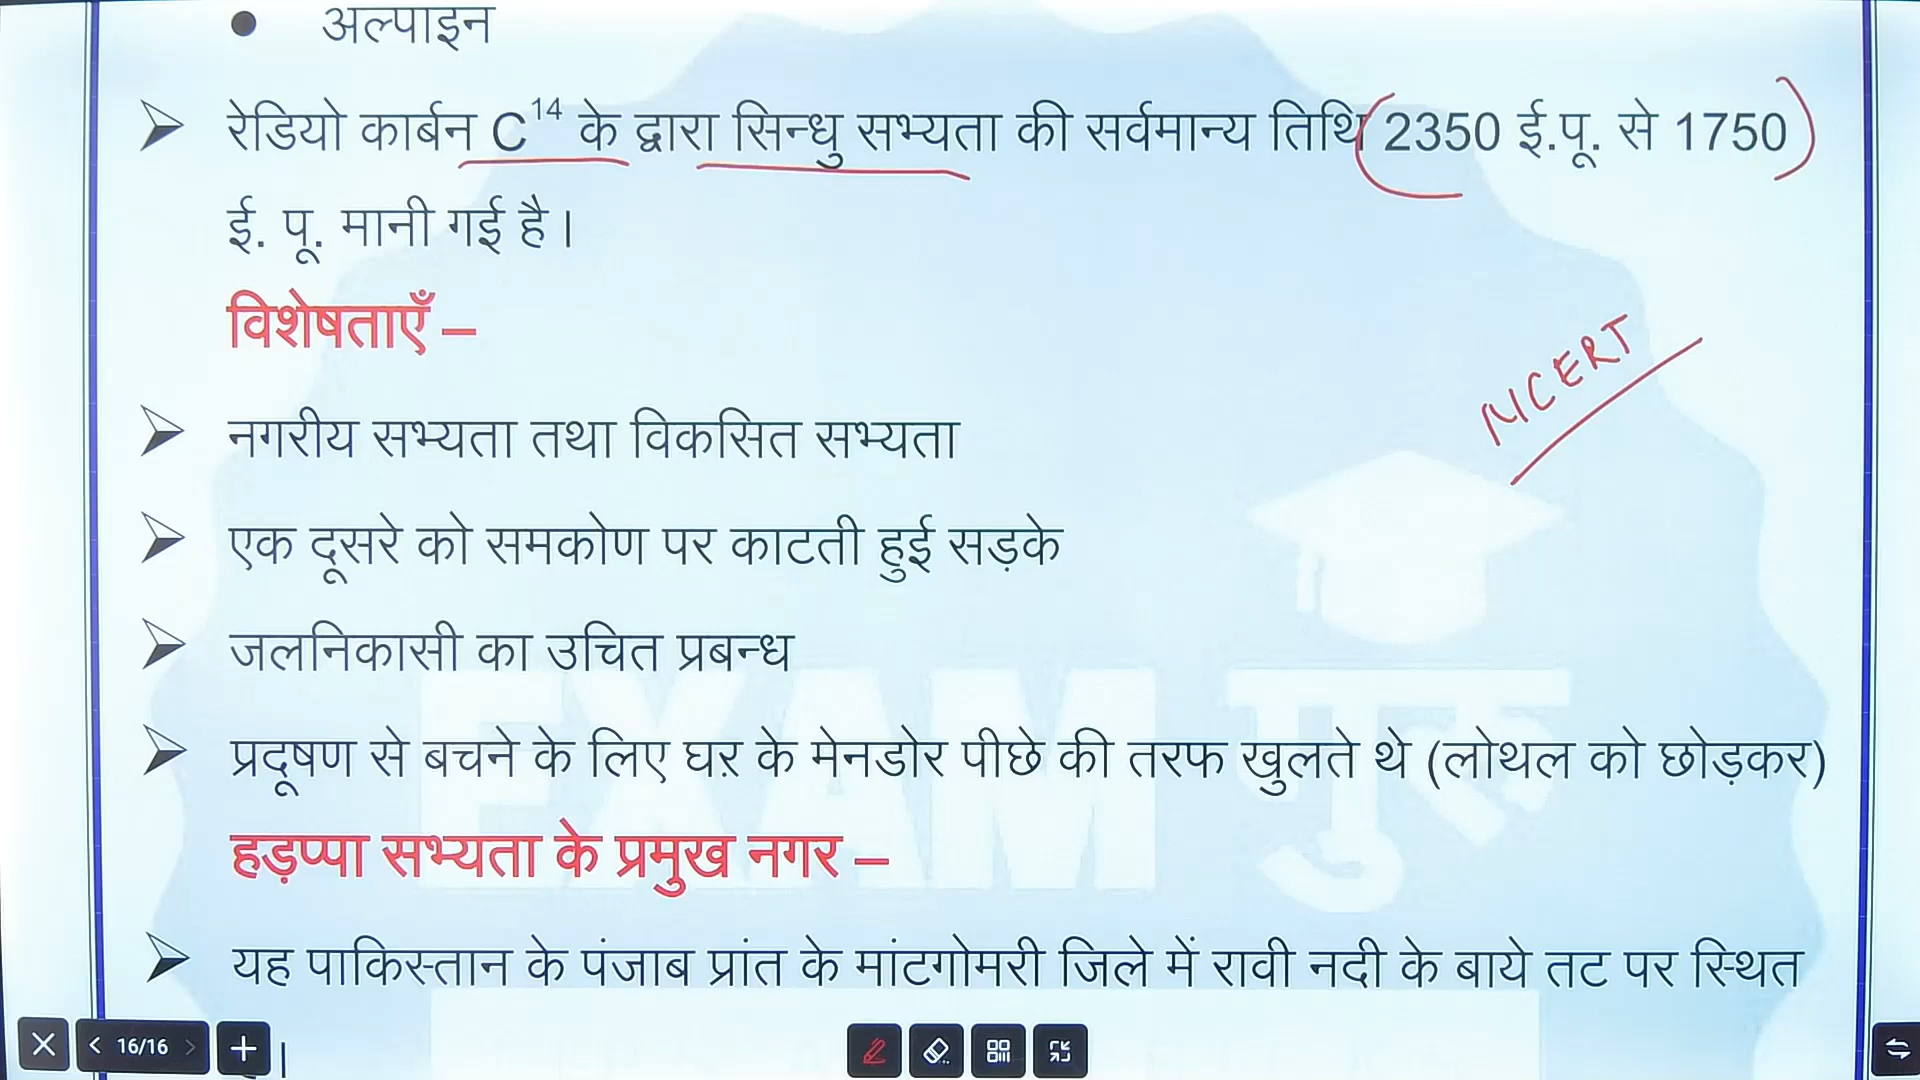 ● अल्पाइन
➢ रेडियो कार्बन C¹⁴ के द्वारा सिन्धु सभ्यता की सर्वमान्य तिथि 2350 ई.पू. से 1750
ई. पू. मानी गई है।
विशेषताएँ –
NCERT
➢ नगरीय सभ्यता तथा विकसित सभ्यता
➢ एक दूसरे को समकोण पर काटती हुई सड़के
➢ जलनिकासी का उचित प्रबन्ध
➢ प्रदूषण से बचने के लिए घऱ के मेनडोर पीछे की तरफ खुलते थे (लोथल को छोड़कर)
EXAM गुरु
हड़प्पा सभ्यता के प्रमुख नगर –
➢ यह पाकिस्तान के पंजाब प्रांत के मांटगोमरी जिले में रावी नदी के बाये तट पर स्थित
16/16